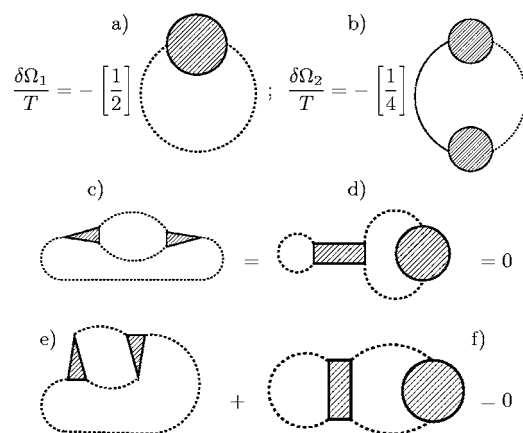 a) b)
δΩ₁/T = − [1/2] ; δΩ₂/T = − [1/4]
c) d)
= = 0
e) f)
+ − 0